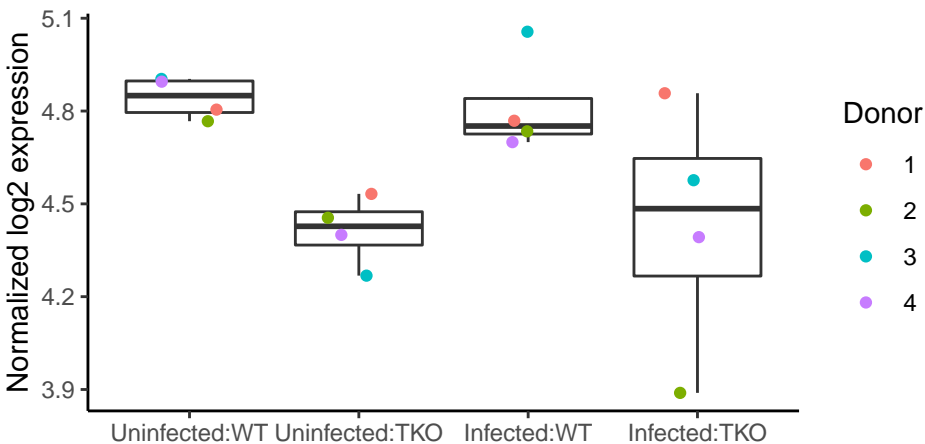 Normalized log2 expression
5.1
4.8
4.5
4.2
3.9
Uninfected:WT
Uninfected:TKO
Infected:WT
Infected:TKO
Donor
1
2
3
4